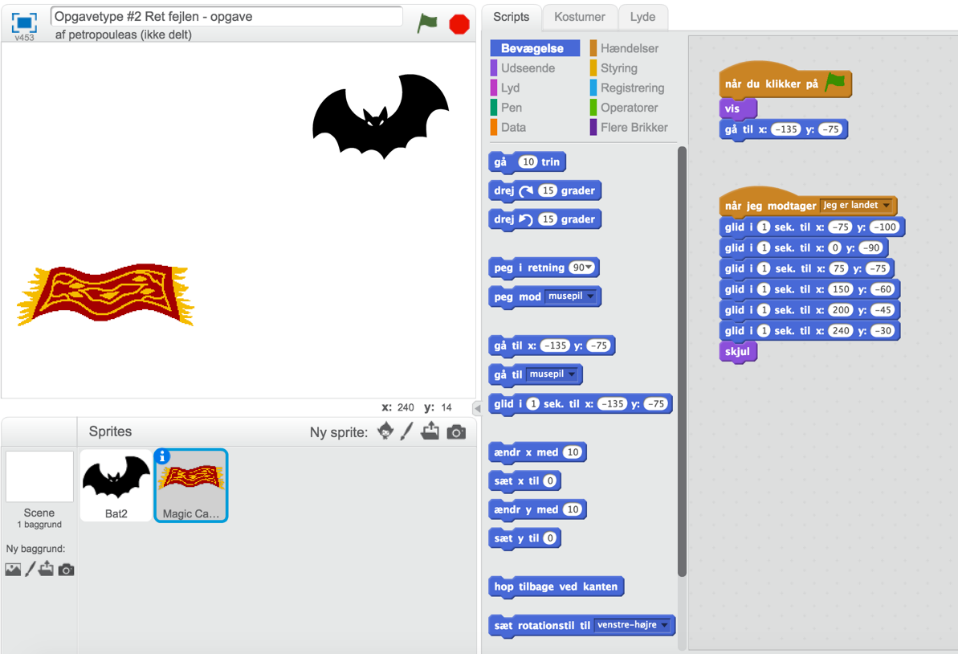 v453
Opgavetype #2 Ret fejlen - opgave
af petropouleas (ikke delt)
x: 240 y: 14
Sprites
Ny sprite:
Scene
1 baggrund
Ny baggrund:
Bat2
Magic Ca...
Scripts
Kostumer
Lyde
Bevægelse
Hændelser
Udseende
Styring
Lyd
Registrering
Pen
Operatorer
Data
Flere Brikker
gå 10 trin
drej 15 grader
drej 15 grader
peg i retning 90
peg mod musepil
gå til x: -135 y: -75
gå til musepil
glid i 1 sek. til x: -135 y: -75
ændr x med 10
sæt x til 0
ændr y med 10
sæt y til 0
hop tilbage ved kanten
sæt rotationstil til venstre-højre
når du klikker på
vis
gå til x: -135 y: -75
når jeg modtager Jeg er landet
glid i 1 sek. til x: -75 y: -100
glid i 1 sek. til x: 0 y: -90
glid i 1 sek. til x: 75 y: -75
glid i 1 sek. til x: 150 y: -60
glid i 1 sek. til x: 200 y: -45
glid i 1 sek. til x: 240 y: -30
skjul